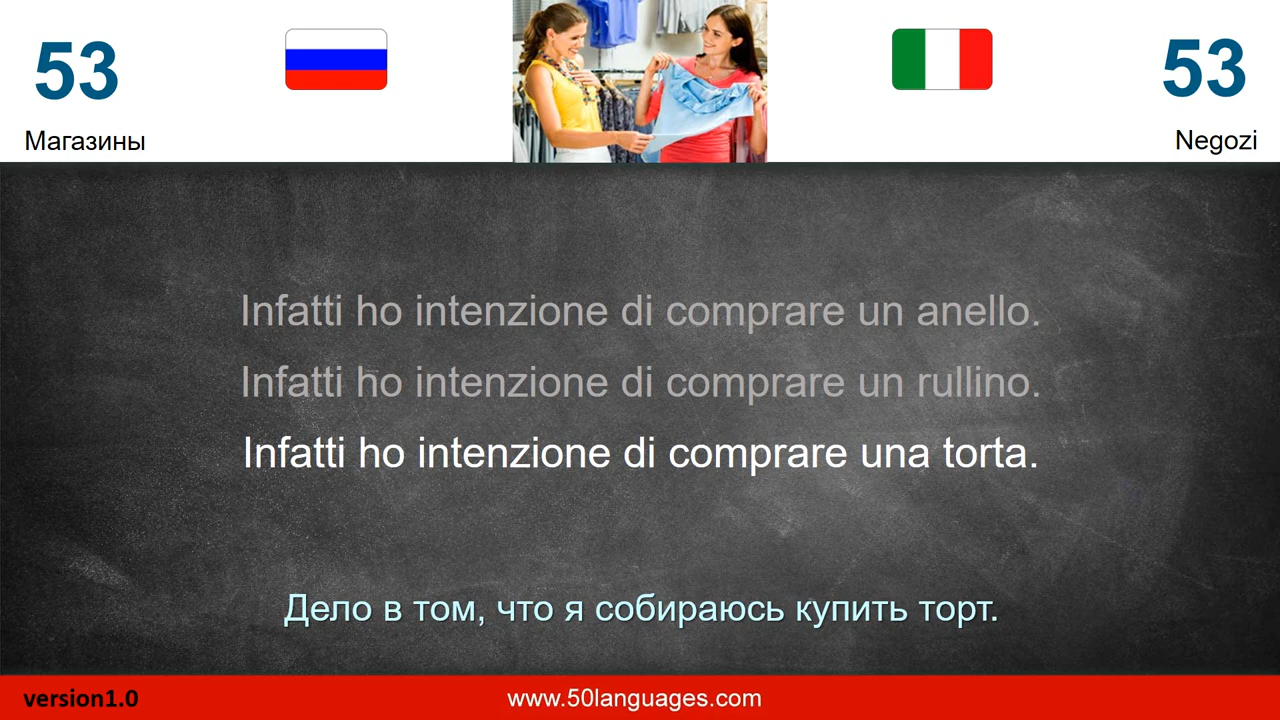 53
53
Магазины
Negozi
Infatti ho intenzione di comprare un anello.
Infatti ho intenzione di comprare un rullino.
Infatti ho intenzione di comprare una torta.
Дело в том, что я собираюсь купить торт.
version1.0
www.50languages.com